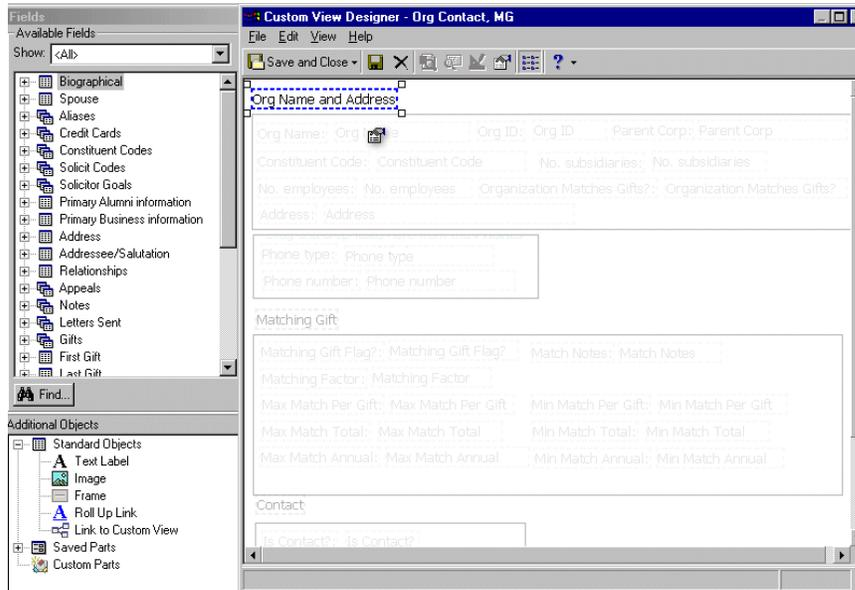 Fields
Available Fields
Show: <All>
Biographical
Spouse
Aliases
Credit Cards
Constituent Codes
Solicit Codes
Solicitor Goals
Primary Alumni information
Primary Business information
Address
Addressee/Salutation
Relationships
Appeals
Notes
Letters Sent
Gifts
First Gift
Last Gift
Find...
Additional Objects
Standard Objects
A Text Label
Image
Frame
A Roll Up Link
Link to Custom View
Saved Parts
Custom Parts
Custom View Designer - Org Contact, MG
File Edit View Help
Save and Close ?
Org Name and Address
Org Name: Org Name Org ID: Org ID Parent Corp: Parent Corp
Constituent Code: Constituent Code No. subsidiaries: No. subsidiaries
No. employees: No. employees Organization Matches Gifts?: Organization Matches Gifts?
Address: Address
Phone type: Phone type
Phone number: Phone number
Matching Gift
Matching Gift Flag?: Matching Gift Flag? Match Notes: Match Notes
Matching Factor: Matching Factor
Max Match Per Gift: Max Match Per Gift Min Match Per Gift: Min Match Per Gift
Max Match Total: Max Match Total Min Match Total: Min Match Total
Max Match Annual: Max Match Annual Min Match Annual: Min Match Annual
Contact
Is Contact?: Is Contact?